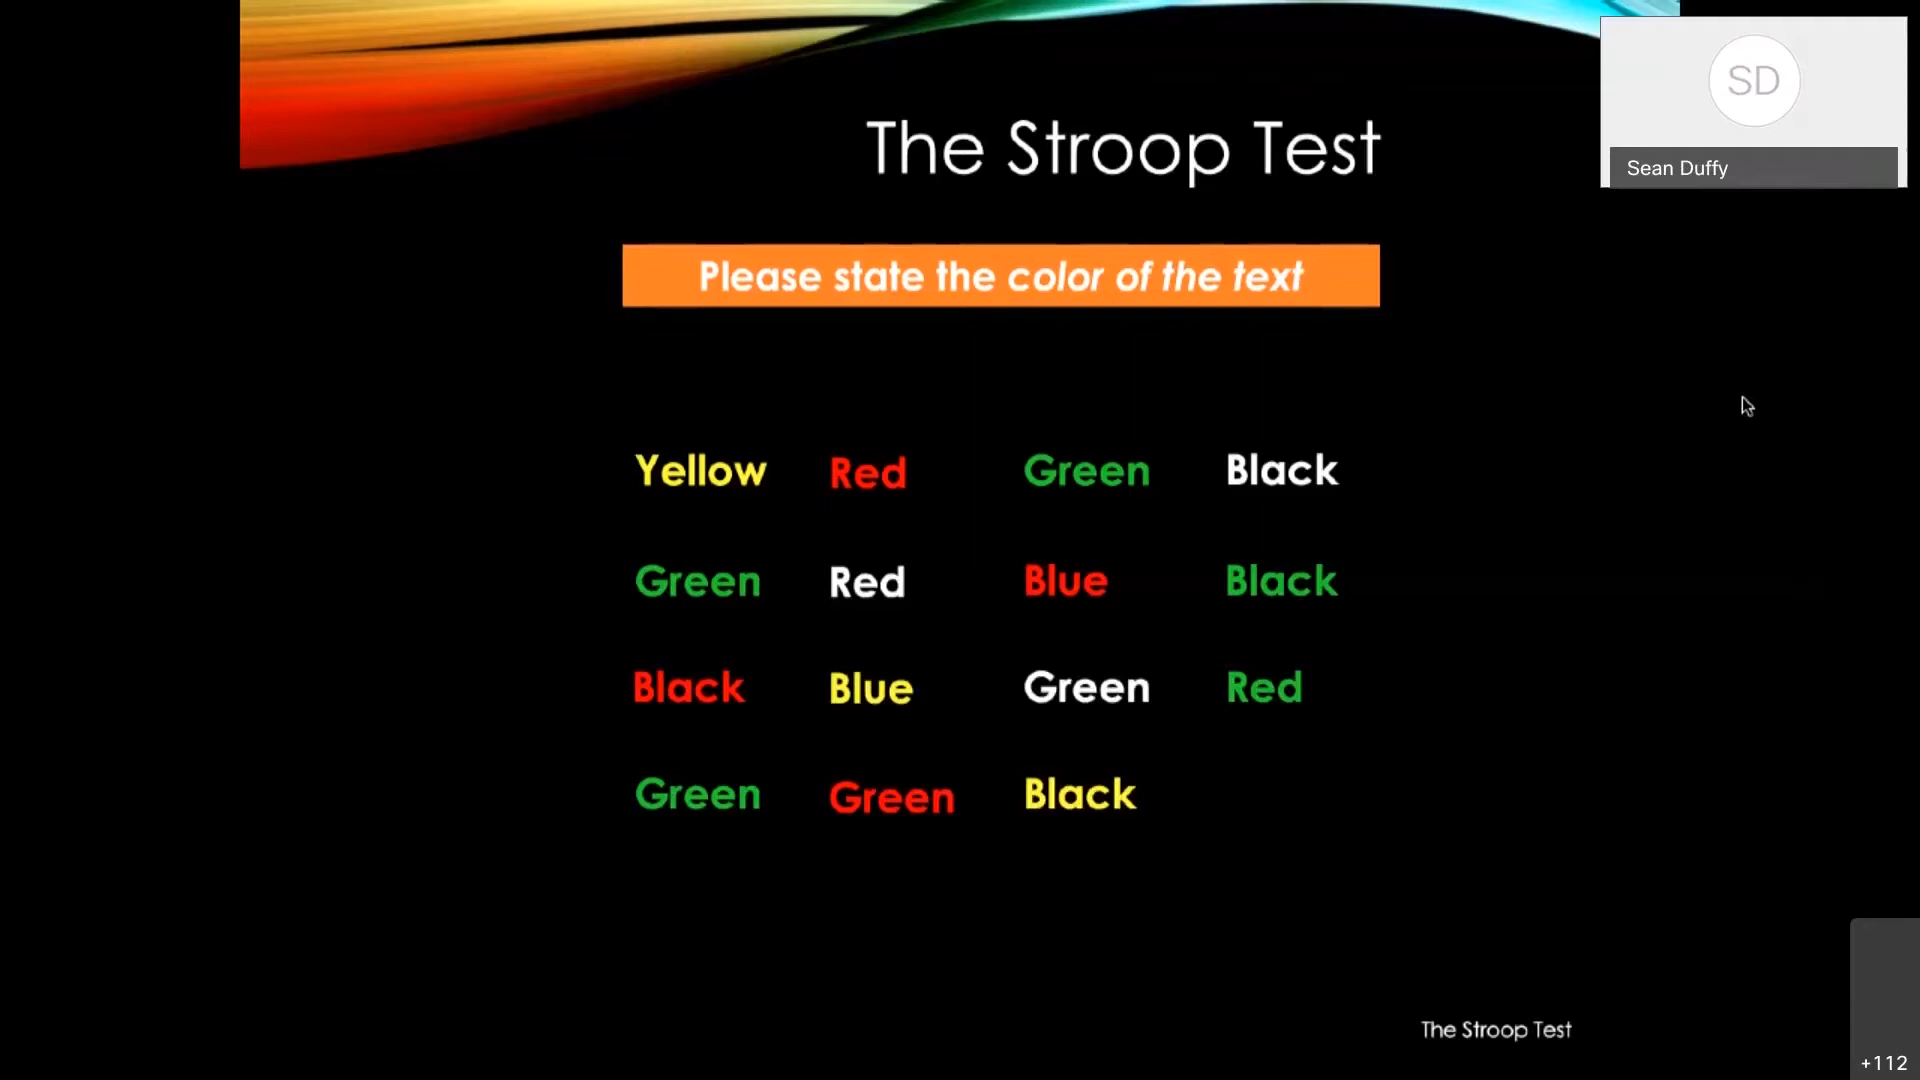 SD
Sean Duffy
The Stroop Test
Please state the color of the text
Yellow Red Green Black
Green Red Blue Black
Black Blue Green Red
Green Green Black
The Stroop Test
+112